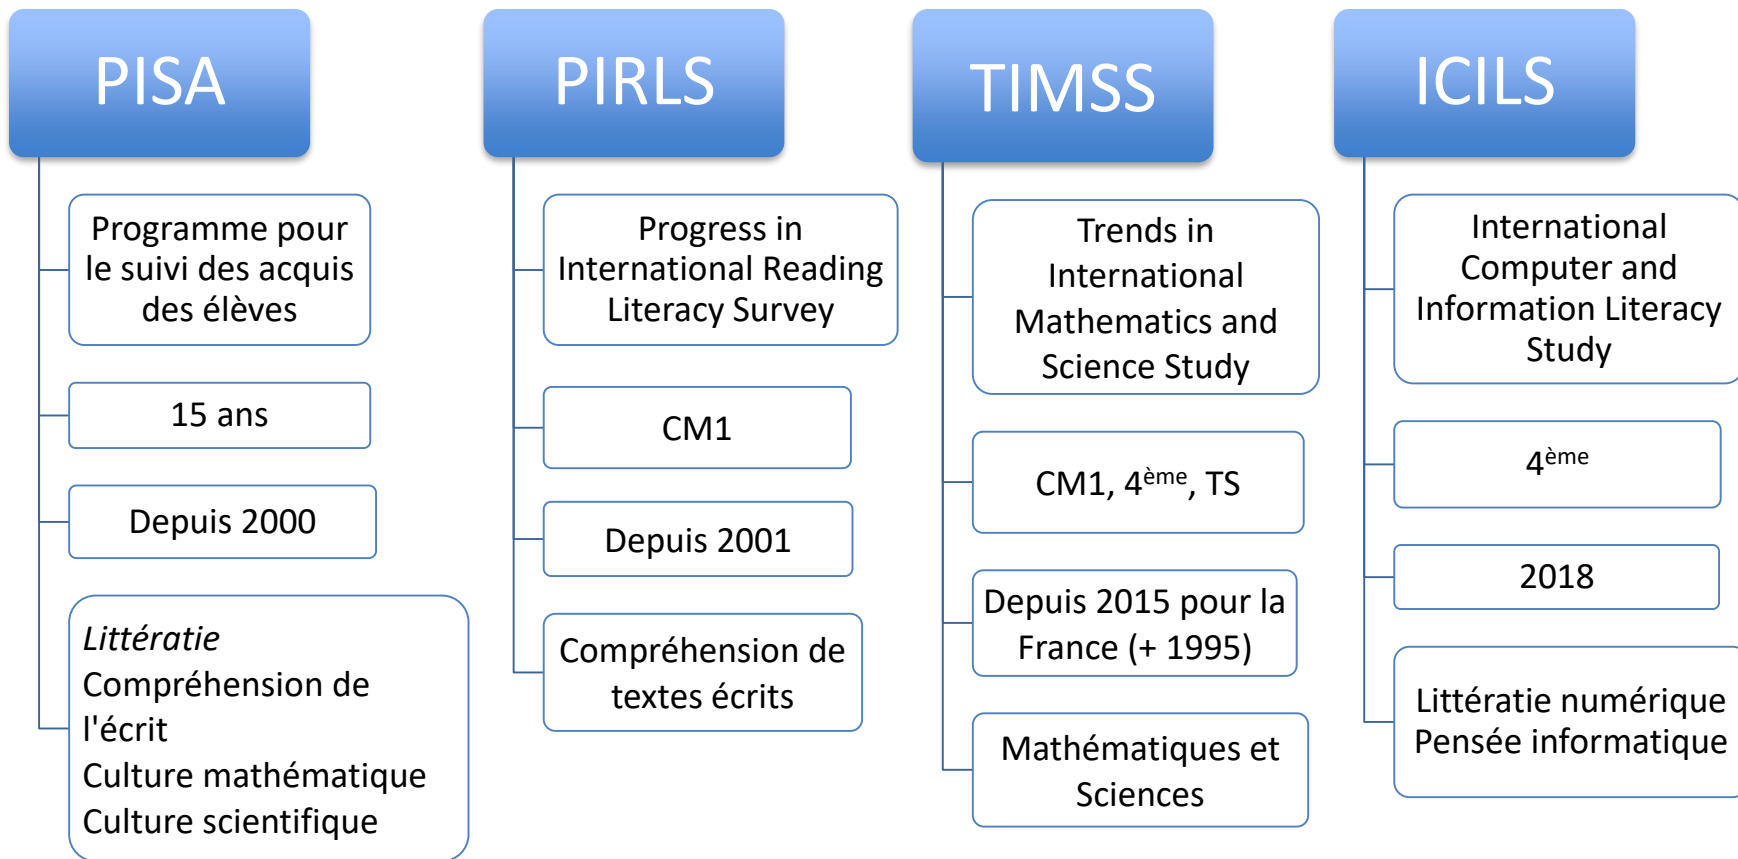 PISA
Programme pour
le suivi des acquis
des élèves
15 ans
Depuis 2000
Littératie
Compréhension de
l'écrit
Culture mathématique
Culture scientifique
PIRLS
Progress in
International Reading
Literacy Survey
CM1
Depuis 2001
Compréhension de
textes écrits
TIMSS
Trends in
International
Mathematics and
Science Study
CM1, 4ème, TS
Depuis 2015 pour la
France (+ 1995)
Mathématiques et
Sciences
ICILS
International
Computer and
Information Literacy
Study
4ème
2018
Littératie numérique
Pensée informatique